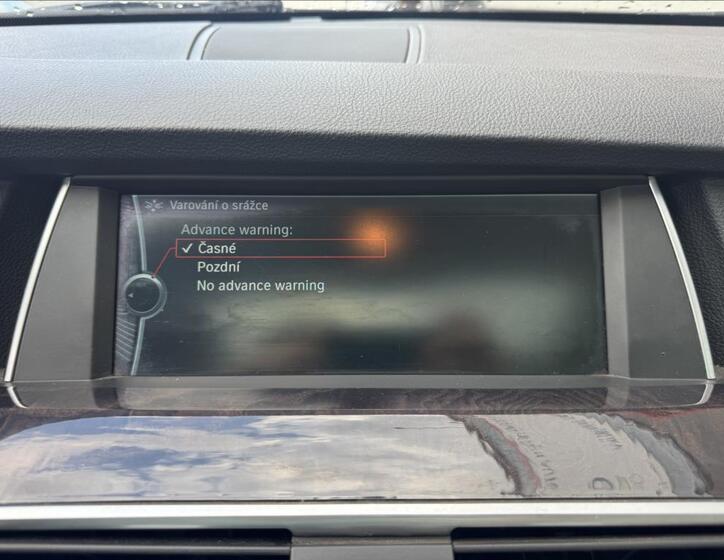 Varování o srážce
Advance warning:
✓ Časné
Pozdní
No advance warning